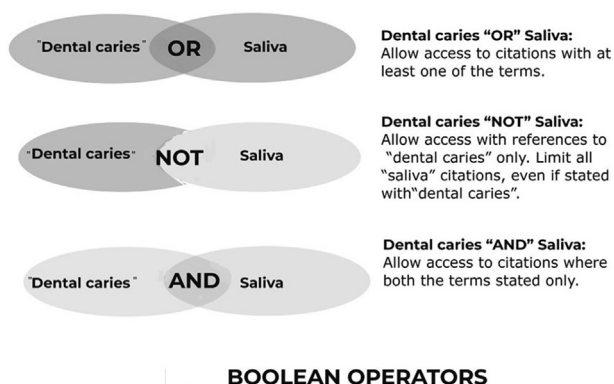 "Dental caries" OR Saliva
Dental caries “OR” Saliva:
Allow access to citations with at
least one of the terms.
"Dental caries" NOT Saliva
Dental caries “NOT” Saliva:
Allow access with references to
“dental caries” only. Limit all
“saliva” citations, even if stated
with“dental caries”.
"Dental caries" AND Saliva
Dental caries “AND” Saliva:
Allow access to citations where
both the terms stated only.
BOOLEAN OPERATORS